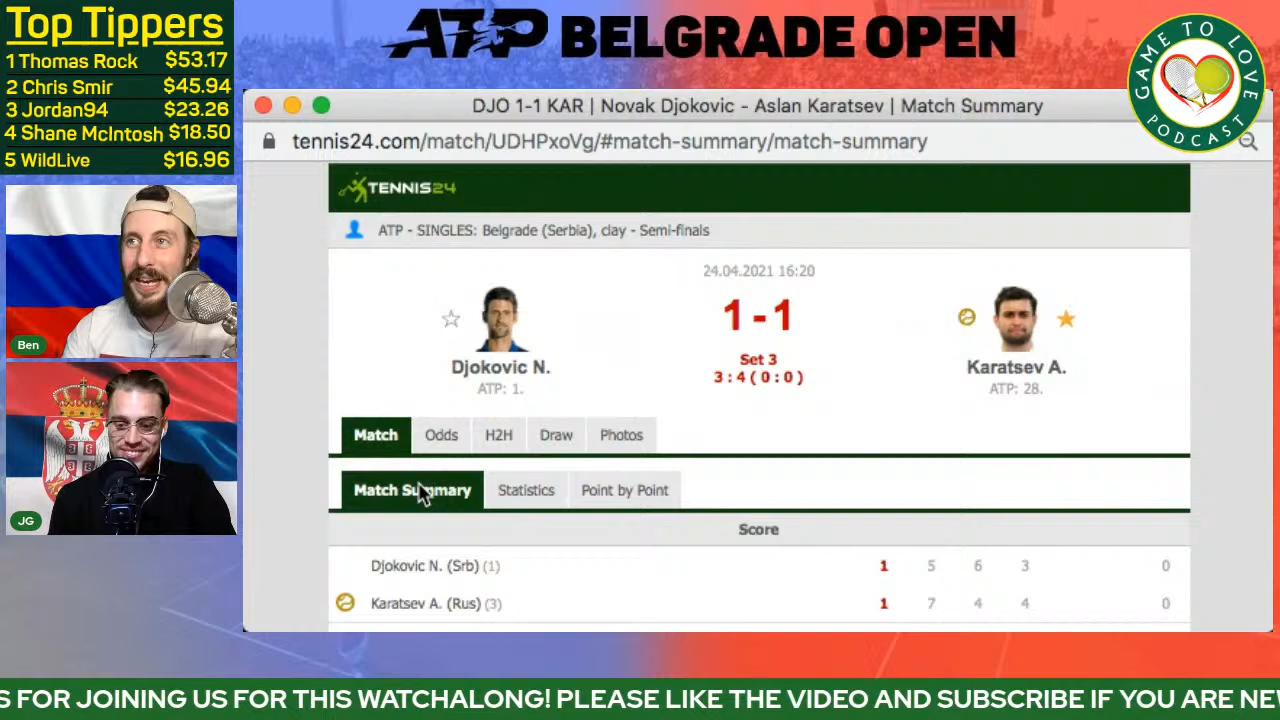 Top Tippers
1 Thomas Rock $53.17
2 Chris Smir $45.94
3 Jordan94 $23.26
4 Shane McIntosh $18.50
5 WildLive $16.96
Ben
JG
ATP BELGRADE OPEN
GAME TO LOVE
PODCAST
DJO 1-1 KAR | Novak Djokovic - Aslan Karatsev | Match Summary
tennis24.com/match/UDHPxoVg/#match-summary/match-summary
TENNIS24
ATP - SINGLES: Belgrade (Serbia), clay - Semi-finals
24.04.2021 16:20
1 - 1
Set 3
3 : 4 ( 0 : 0 )
Djokovic N.
ATP: 1.
Karatsev A.
ATP: 28.
Match Odds H2H Draw Photos
Match Summary Statistics Point by Point
Score
Djokovic N. (Srb) (1) 1 5 6 3 0
Karatsev A. (Rus) (3) 1 7 4 4 0
S FOR JOINING US FOR THIS WATCHALONG! PLEASE LIKE THE VIDEO AND SUBSCRIBE IF YOU ARE NE